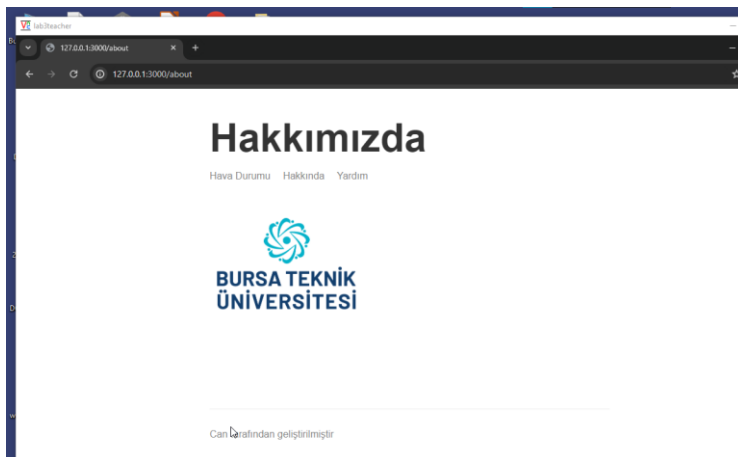 lab3teacher
127.0.0.1:3000/about
127.0.0.1:3000/about
Hakkımızda
Hava Durumu Hakkında Yardım
BURSA TEKNİK
ÜNİVERSİTESİ
Can tarafından geliştirilmiştir